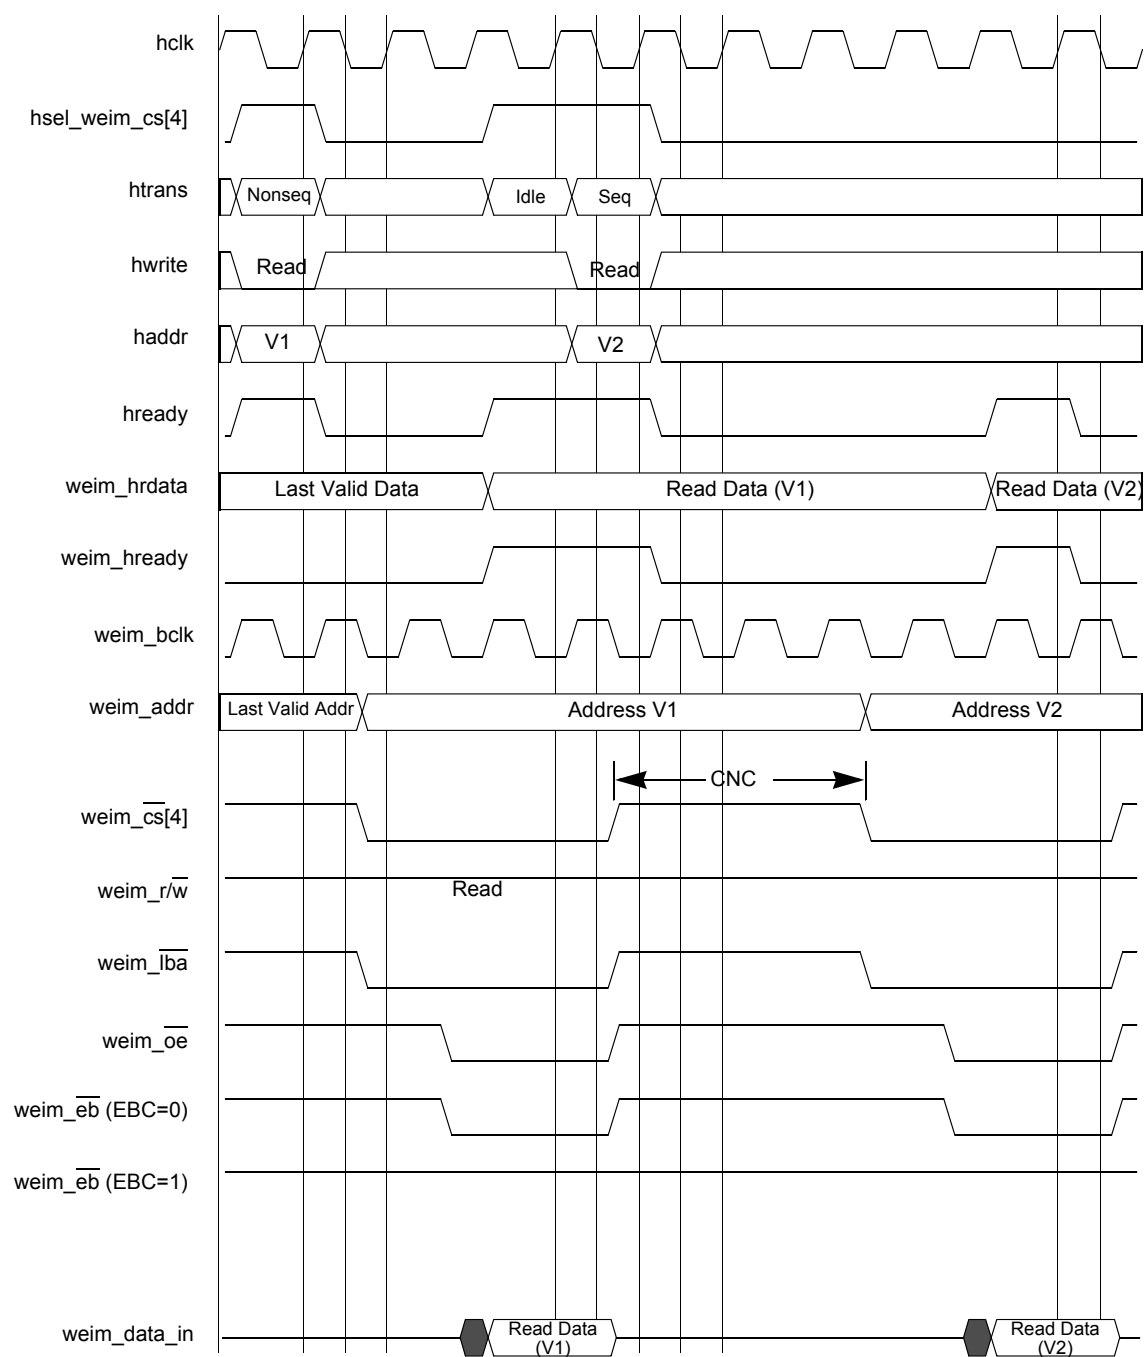 hclk
hsel_weim_cs[4]
htrans Nonseq Idle Seq
hwrite Read Read
haddr V1 V2
hready
weim_hrdata Last Valid Data Read Data (V1) Read Data (V2)
weim_hready
weim_bclk
weim_addr Last Valid Addr Address V1 Address V2
CNC
weim_cs[4]
weim_r/w Read
weim_lba
weim_oe
weim_eb (EBC=0)
weim_eb (EBC=1)
weim_data_in Read Data (V1) Read Data (V2)